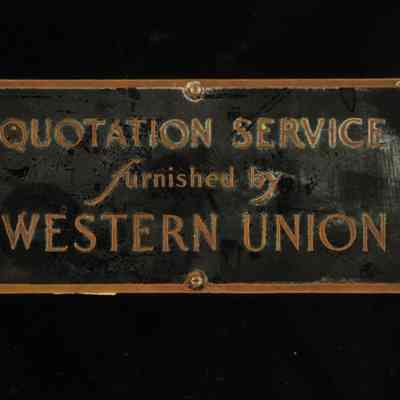 QUOTATION SERVICE
furnished by
WESTERN UNION